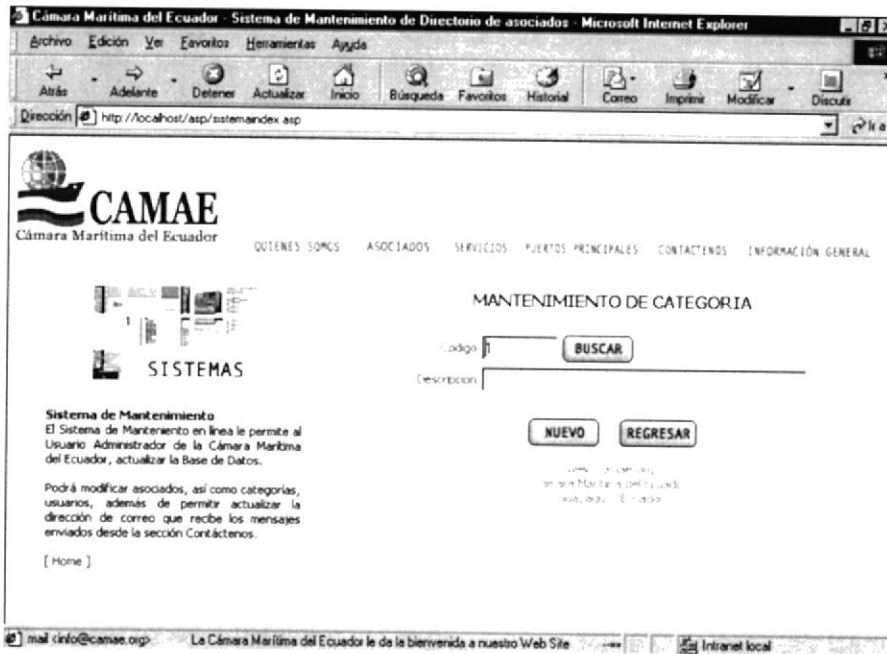 Cámara Marítima del Ecuador - Sistema de Mantenimiento de Directorio de asociados - Microsoft Internet Explorer
Archivo Edición Ver Favoritos Herramientas Ayuda
Atrás Adelante Detener Actualizar Inicio Búsqueda Favoritos Historial Correo Imprimir Modificar Discutir
Dirección http://localhost/asp/sistemaindex.asp Ir a
CAMAE
Cámara Marítima del Ecuador
QUIENES SOMOS ASOCIADOS SERVICIOS PUERTOS PRINCIPALES CONTACTENOS INFORMACIÓN GENERAL
SISTEMAS
MANTENIMIENTO DE CATEGORIA
Codigo 1 BUSCAR
Descripcion
NUEVO REGRESAR
Sistema de Mantenimiento
El Sistema de Manteniento en linea le permite al
Usuario Administrador de la Cámara Marítima
del Ecuador, actualizar la Base de Datos.
Podrá modificar asociados, así como categorías,
usuarios, además de permitir actualizar la
dirección de correo que recibe los mensajes
enviados desde la sección Contáctenos.
[ Home ]
mail <info@camae.org> La Cámara Marítima del Ecuador le da la bienvenida a nuestro Web Site Intranet local